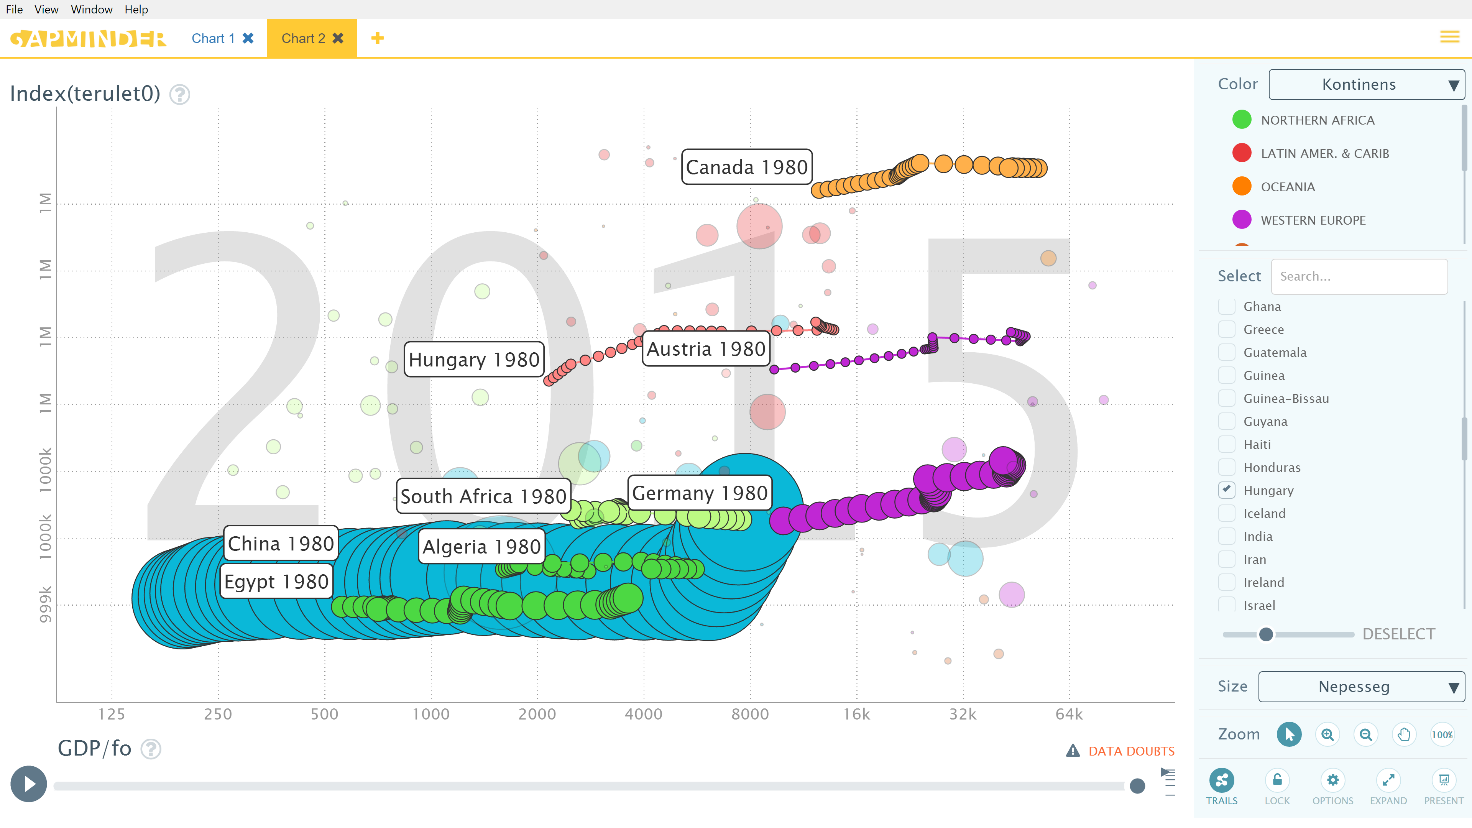 File View Window Help
GAPMINDER Chart 1 ✖ Chart 2 ✖ +
Index(terulet0) ?
Color Kontinens ▼
NORTHERN AFRICA
LATIN AMER. & CARIB
OCEANIA
WESTERN EUROPE
Select Search...
Ghana
Greece
Guatemala
Guinea
Guinea-Bissau
Guyana
Haiti
Honduras
Hungary
Iceland
India
Iran
Ireland
Israel
DESELECT
Size Nepesseg ▼
Zoom 100%
TRAILS LOCK OPTIONS EXPAND PRESENT
2015
Canada 1980
Hungary 1980
Austria 1980
South Africa 1980
Germany 1980
China 1980
Algeria 1980
Egypt 1980
1M
1M
1M
1M
1000k
1000k
999k
125 250 500 1000 2000 4000 8000 16k 32k 64k
GDP/fo ?
DATA DOUBTS